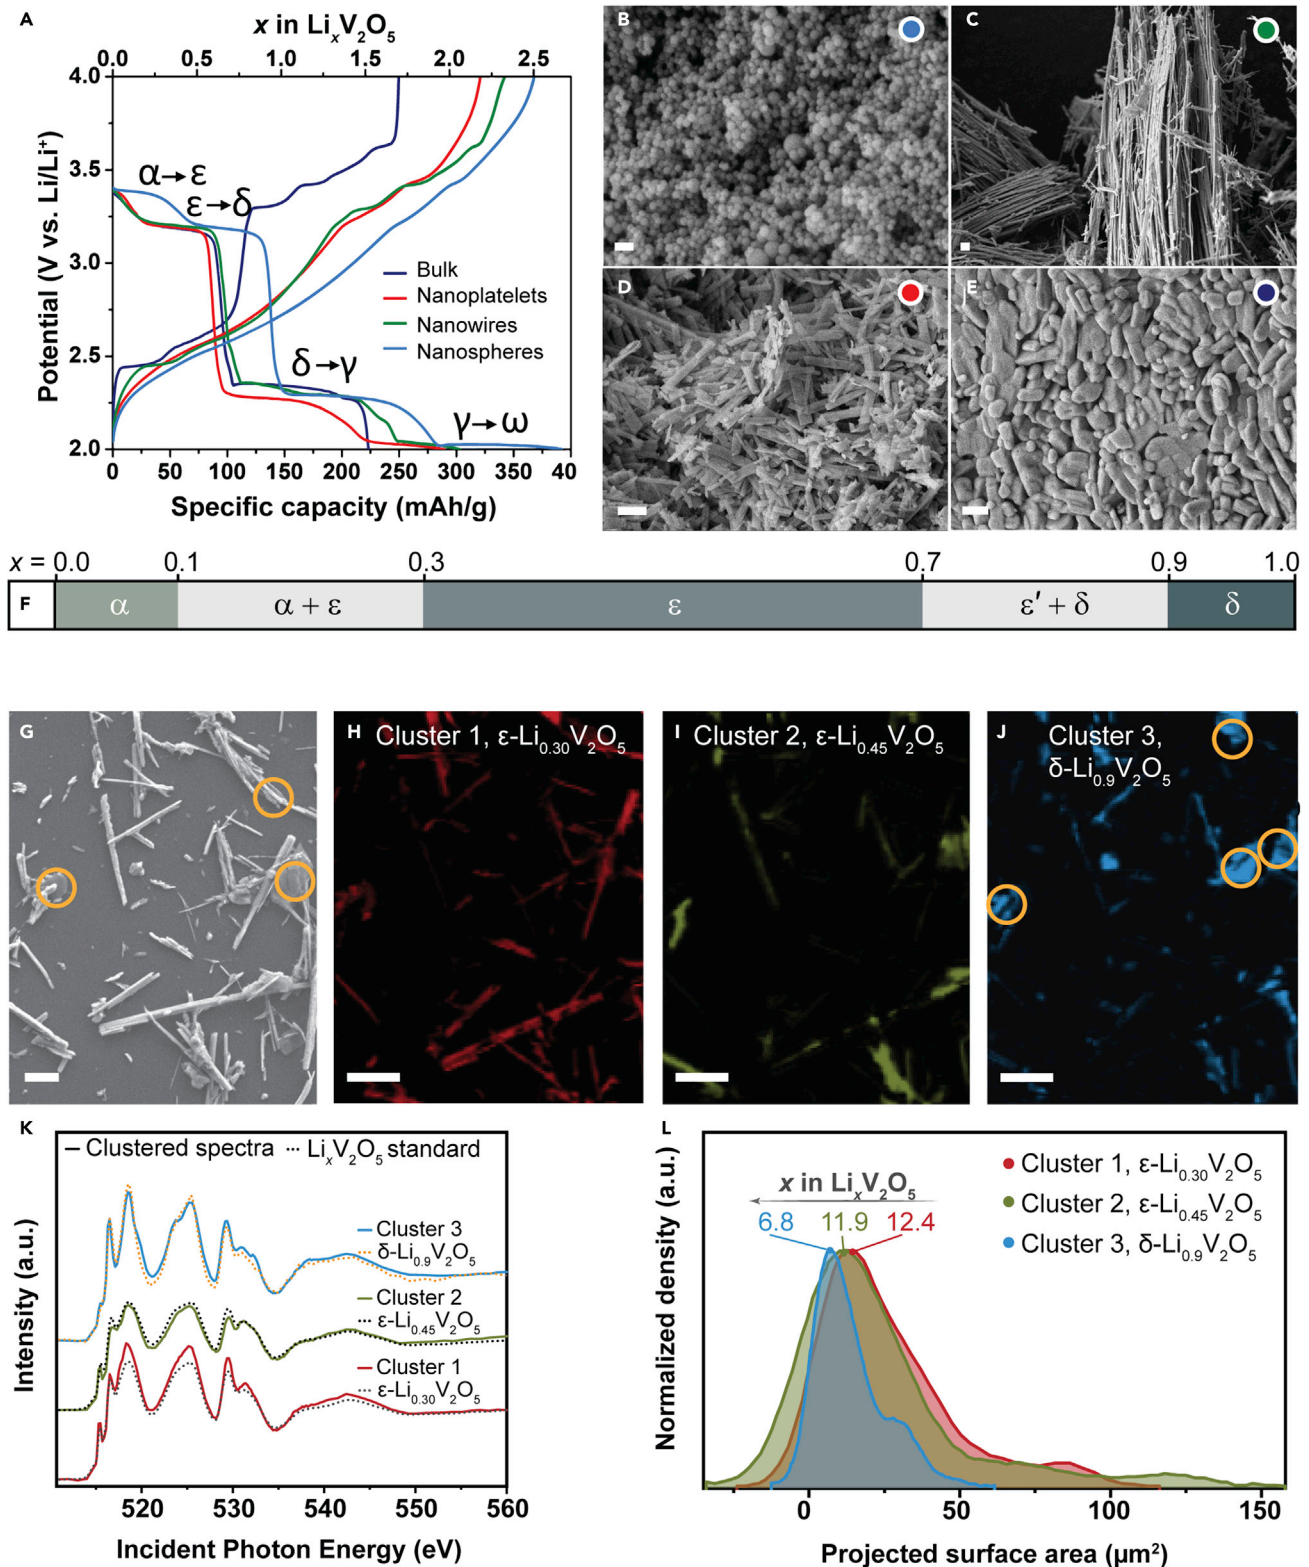 A
x in LiₓV₂O₅
0.0 0.5 1.0 1.5 2.0 2.5
4.0
3.5
3.0
2.5
2.0
Potential (V vs. Li/Li⁺)
α→ε
ε→δ
δ→γ
γ→ω
Bulk
Nanoplatelets
Nanowires
Nanospheres
0 50 100 150 200 250 300 350 40
Specific capacity (mAh/g)
B
C
D
E
x = 0.0 0.1 0.3 0.7 0.9 1.0
F α α + ε ε ε′ + δ δ
G
H Cluster 1, ε-Li₀.₃₀V₂O₅
I Cluster 2, ε-Li₀.₄₅V₂O₅
J Cluster 3,
δ-Li₀.₉V₂O₅
K
Clustered spectra LiₓV₂O₅ standard
Cluster 3
δ-Li₀.₉V₂O₅
Cluster 2
ε-Li₀.₄₅V₂O₅
Cluster 1
ε-Li₀.₃₀V₂O₅
Intensity (a.u.)
520 530 540 550 560
Incident Photon Energy (eV)
L
x in LiₓV₂O₅
6.8 11.9 12.4
Cluster 1, ε-Li₀.₃₀V₂O₅
Cluster 2, ε-Li₀.₄₅V₂O₅
Cluster 3, δ-Li₀.₉V₂O₅
Normalized density (a.u.)
0 50 100 150
Projected surface area (µm²)